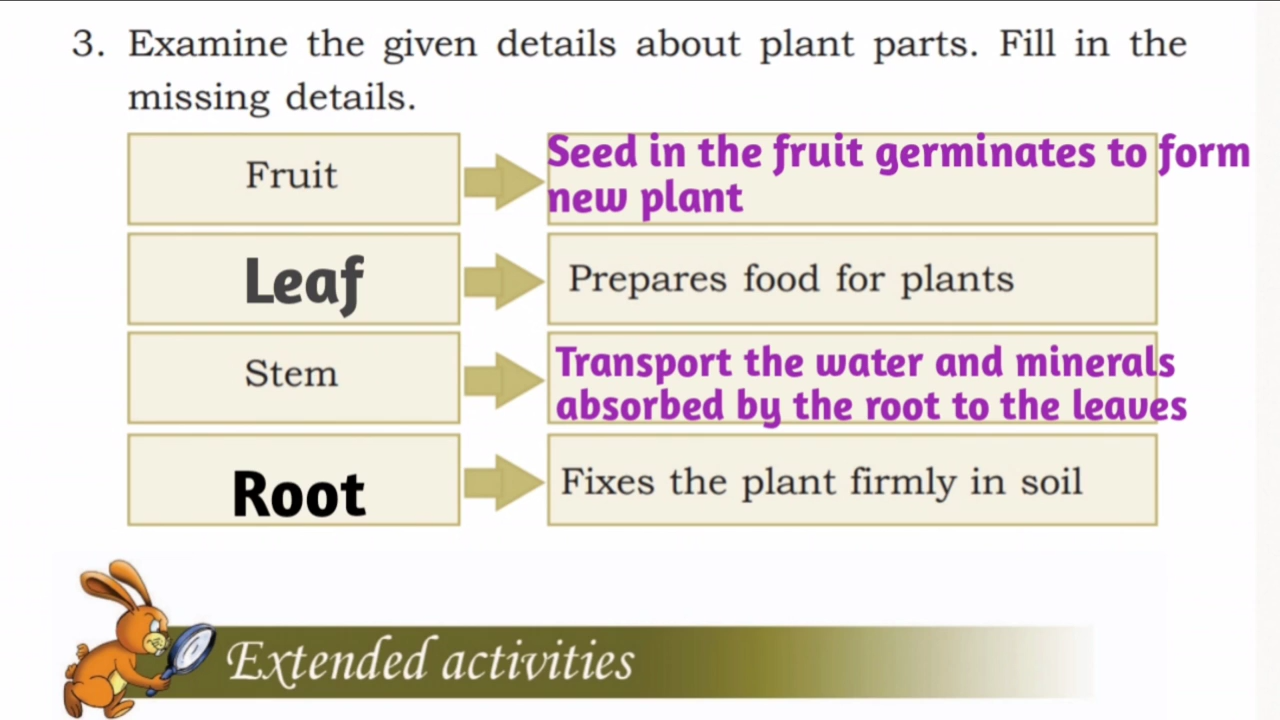 3. Examine the given details about plant parts. Fill in the
missing details.
Fruit
Seed in the fruit germinates to form
new plant
Leaf
Prepares food for plants
Stem
Transport the water and minerals
absorbed by the root to the leaves
Root
Fixes the plant firmly in soil
Extended activities